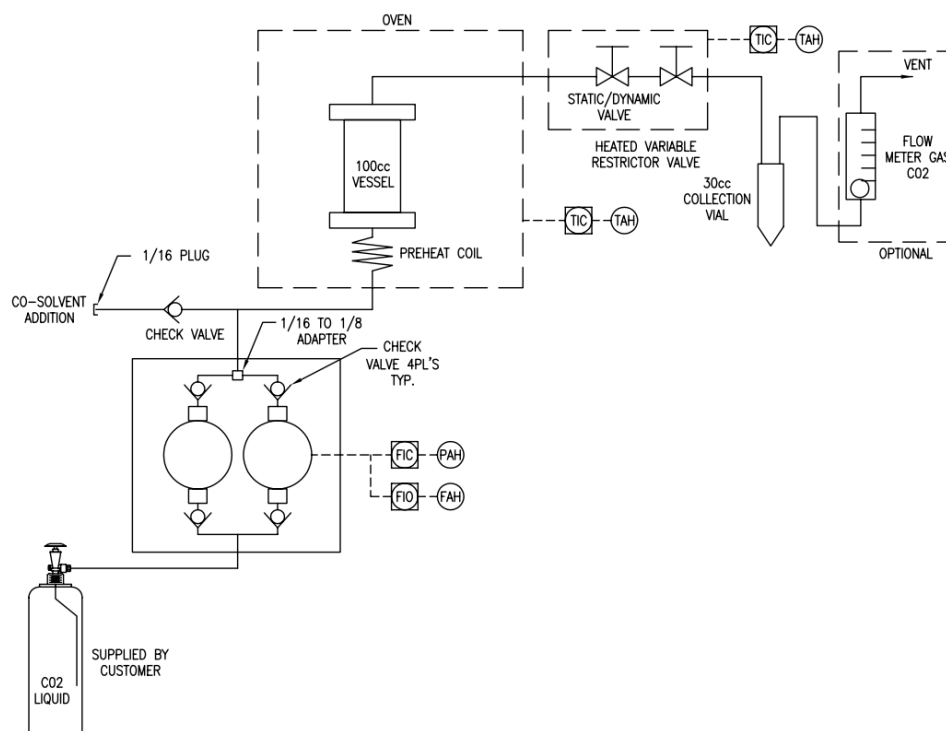 OVEN
TIC
TAH
VENT
STATIC/DYNAMIC
VALVE
HEATED VARIABLE
RESTRICTOR VALVE
FLOW
METER GAS
CO2
100cc
VESSEL
30cc
COLLECTION
VIAL
TIC
TAH
PREHEAT COIL
OPTIONAL
1/16 PLUG
CO-SOLVENT
ADDITION
CHECK VALVE
1/16 TO 1/8
ADAPTER
CHECK
VALVE 4PL'S
TYP.
FIC
PAH
FIO
FAH
SUPPLIED BY
CUSTOMER
CO2
LIQUID